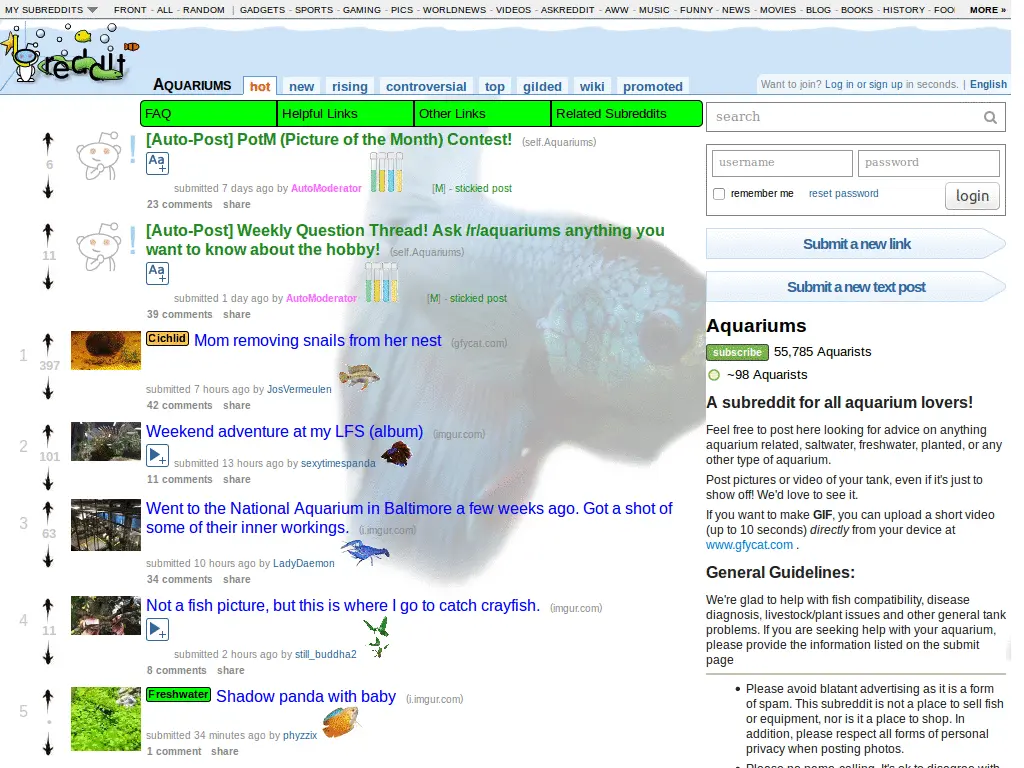 MY SUBREDDITS FRONT - ALL - RANDOM | GADGETS - SPORTS - GAMING - PICS - WORLDNEWS - VIDEOS - ASKREDDIT - AWW - MUSIC - FUNNY - NEWS - MOVIES - BLOG - BOOKS - HISTORY - FOO MORE »
reddit AQUARIUMS hot new rising controversial top gilded wiki promoted
Want to join? Log in or sign up in seconds. | English
FAQ Helpful Links Other Links Related Subreddits
search
username password
remember me reset password login
Submit a new link
Submit a new text post
6
[Auto-Post] PotM (Picture of the Month) Contest! (self.Aquariums)
Aa+
submitted 7 days ago by AutoModerator [M] - stickied post
23 comments share
11
[Auto-Post] Weekly Question Thread! Ask /r/aquariums anything you
want to know about the hobby! (self.Aquariums)
Aa+
submitted 1 day ago by AutoModerator [M] - stickied post
39 comments share
1 397
Cichlid Mom removing snails from her nest (gfycat.com)
submitted 7 hours ago by JosVermeulen
42 comments share
2 101
Weekend adventure at my LFS (album) (imgur.com)
submitted 13 hours ago by sexytimespanda
11 comments share
3 63
Went to the National Aquarium in Baltimore a few weeks ago. Got a shot of
some of their inner workings. (i.imgur.com)
submitted 10 hours ago by LadyDaemon
34 comments share
4 11
Not a fish picture, but this is where I go to catch crayfish. (imgur.com)
submitted 2 hours ago by still_buddha2
8 comments share
5 •
Freshwater Shadow panda with baby (i.imgur.com)
submitted 34 minutes ago by phyzzix
1 comment share
Aquariums
subscribe 55,785 Aquarists
~98 Aquarists
A subreddit for all aquarium lovers!
Feel free to post here looking for advice on anything
aquarium related, saltwater, freshwater, planted, or any
other type of aquarium.
Post pictures or video of your tank, even if it's just to
show off! We'd love to see it.
If you want to make GIF, you can upload a short video
(up to 10 seconds) directly from your device at
www.gfycat.com .
General Guidelines:
We're glad to help with fish compatibility, disease
diagnosis, livestock/plant issues and other general tank
problems. If you are seeking help with your aquarium,
please provide the information listed on the submit
page
• Please avoid blatant advertising as it is a form
of spam. This subreddit is not a place to sell fish
or equipment, nor is it a place to shop. In
addition, please respect all forms of personal
privacy when posting photos.
• Please no name-calling. It's ok to disagree with